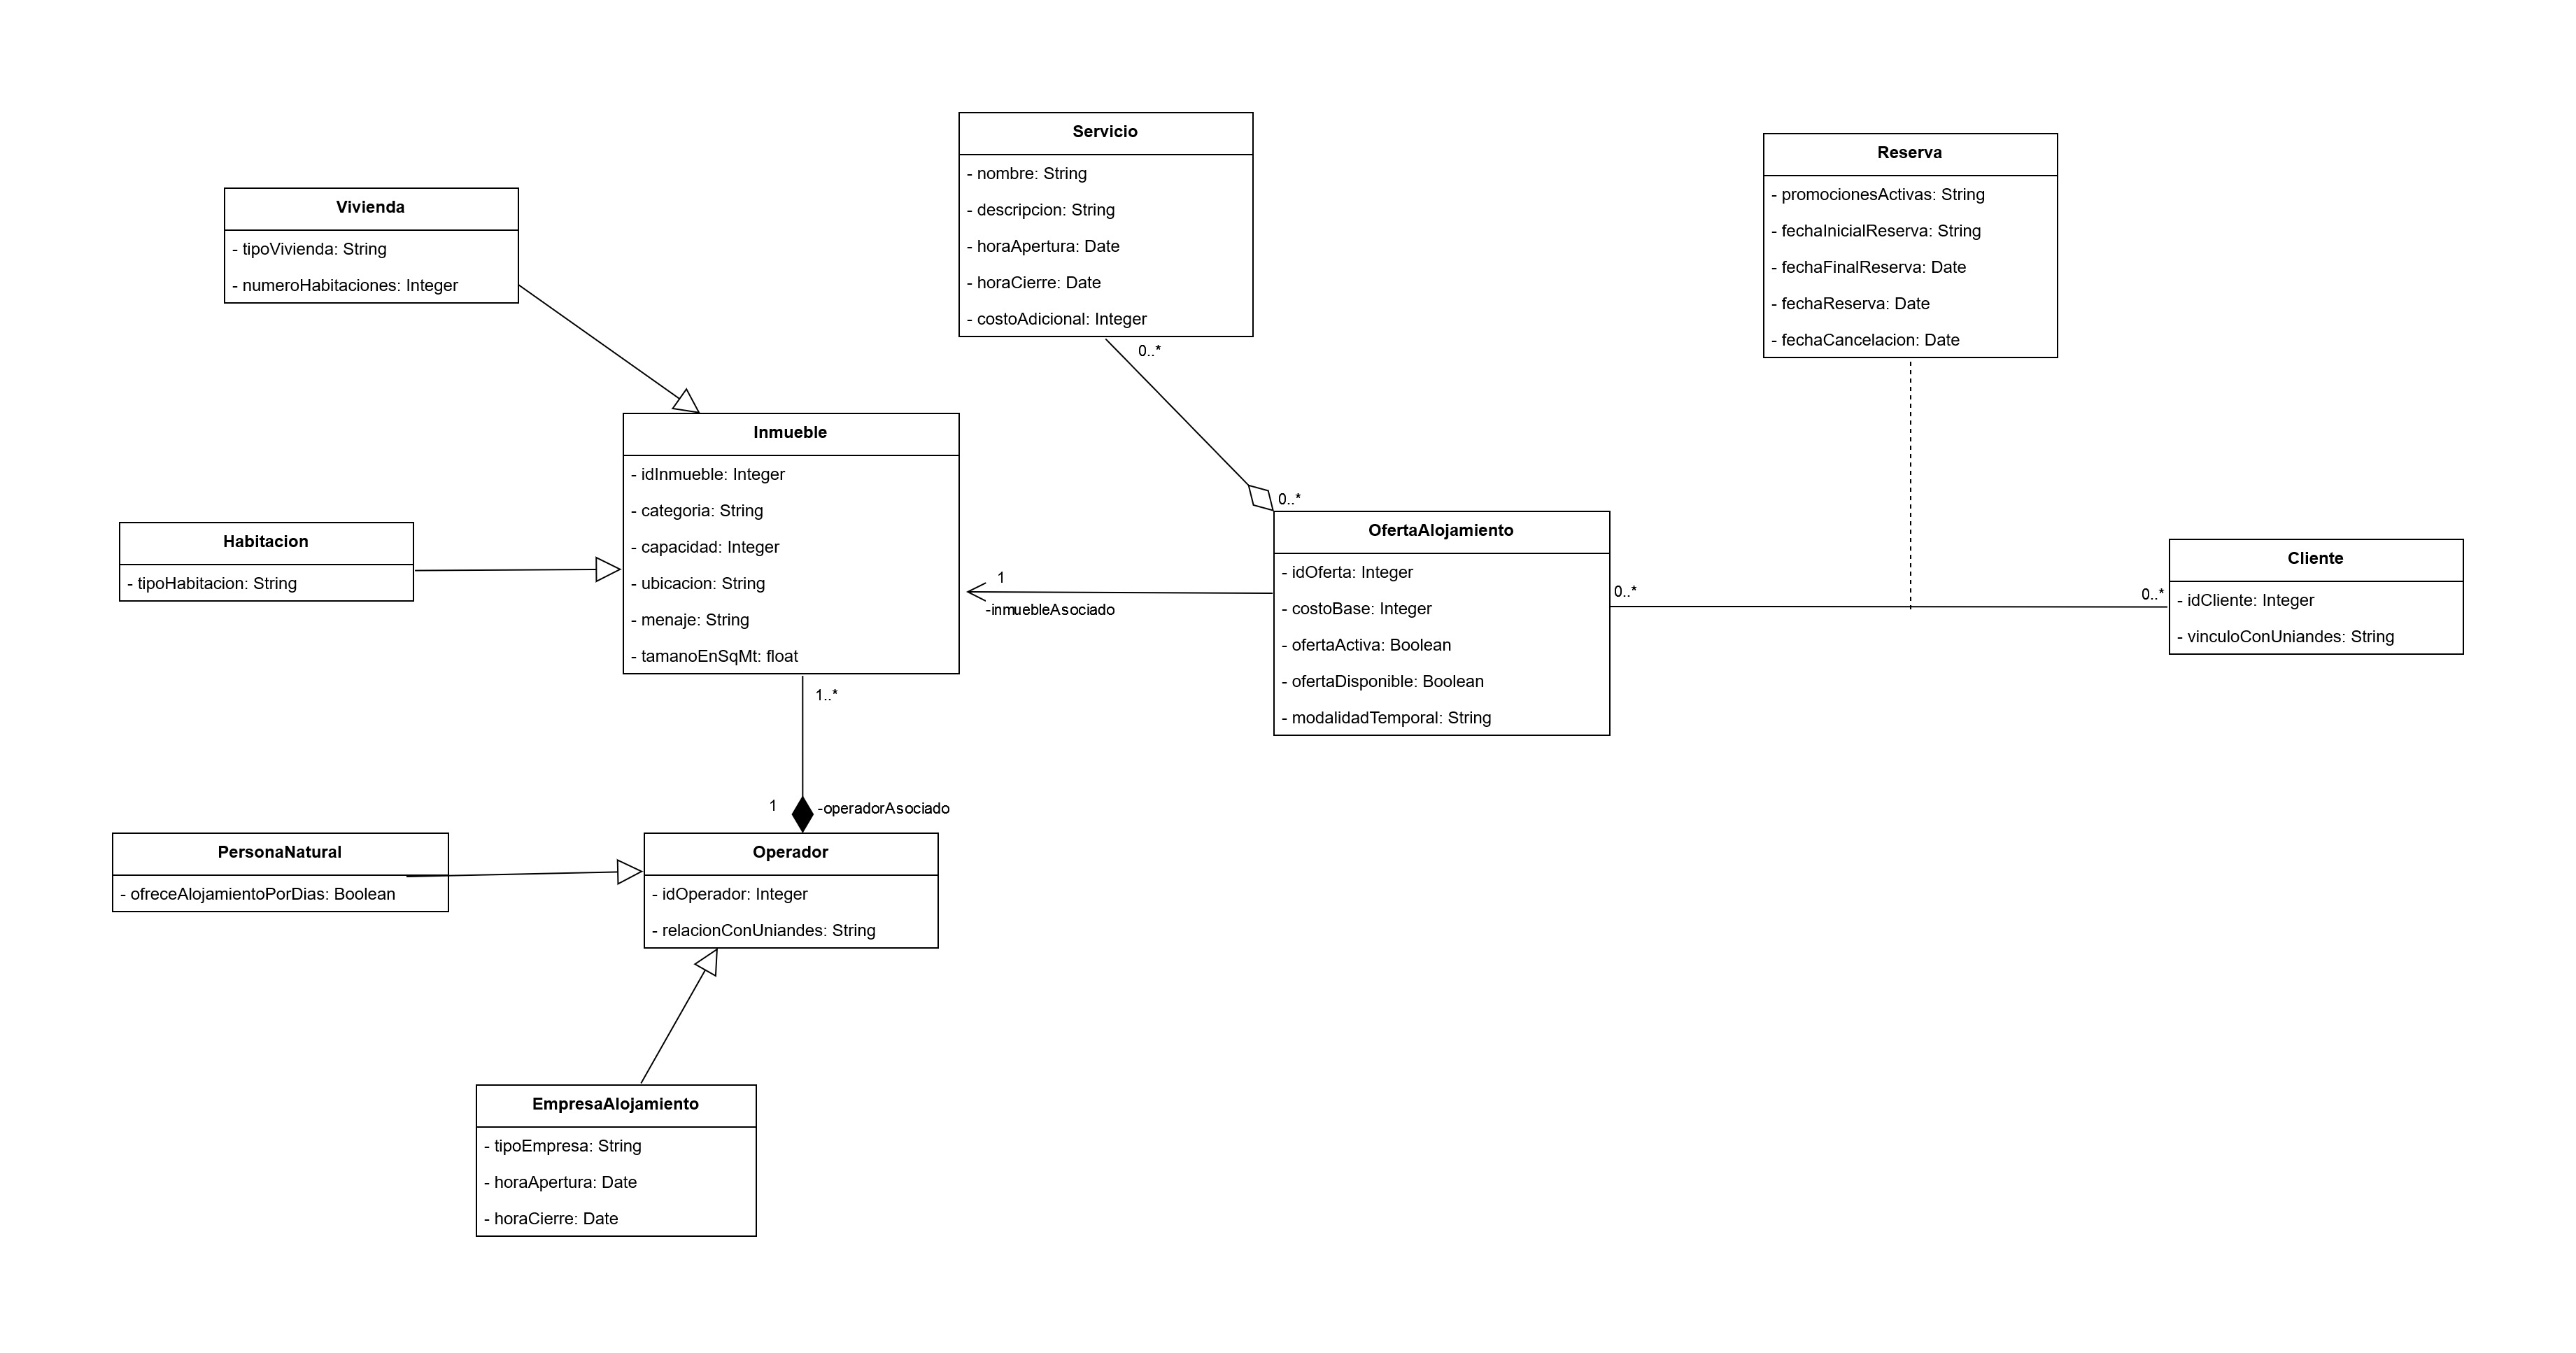 Servicio
- nombre: String
- descripcion: String
- horaApertura: Date
- horaCierre: Date
- costoAdicional: Integer
0..*
Reserva
- promocionesActivas: String
- fechaInicialReserva: String
- fechaFinalReserva: Date
- fechaReserva: Date
- fechaCancelacion: Date
Vivienda
- tipoVivienda: String
- numeroHabitaciones: Integer
Inmueble
- idInmueble: Integer
- categoria: String
- capacidad: Integer
- ubicacion: String
- menaje: String
- tamanoEnSqMt: float
Habitacion
- tipoHabitacion: String
1
-inmuebleAsociado
0..*
OfertaAlojamiento
- idOferta: Integer
- costoBase: Integer
- ofertaActiva: Boolean
- ofertaDisponible: Boolean
- modalidadTemporal: String
0..*
0..*
Cliente
- idCliente: Integer
- vinculoConUniandes: String
1..*
1
-operadorAsociado
PersonaNatural
- ofreceAlojamientoPorDias: Boolean
Operador
- idOperador: Integer
- relacionConUniandes: String
EmpresaAlojamiento
- tipoEmpresa: String
- horaApertura: Date
- horaCierre: Date